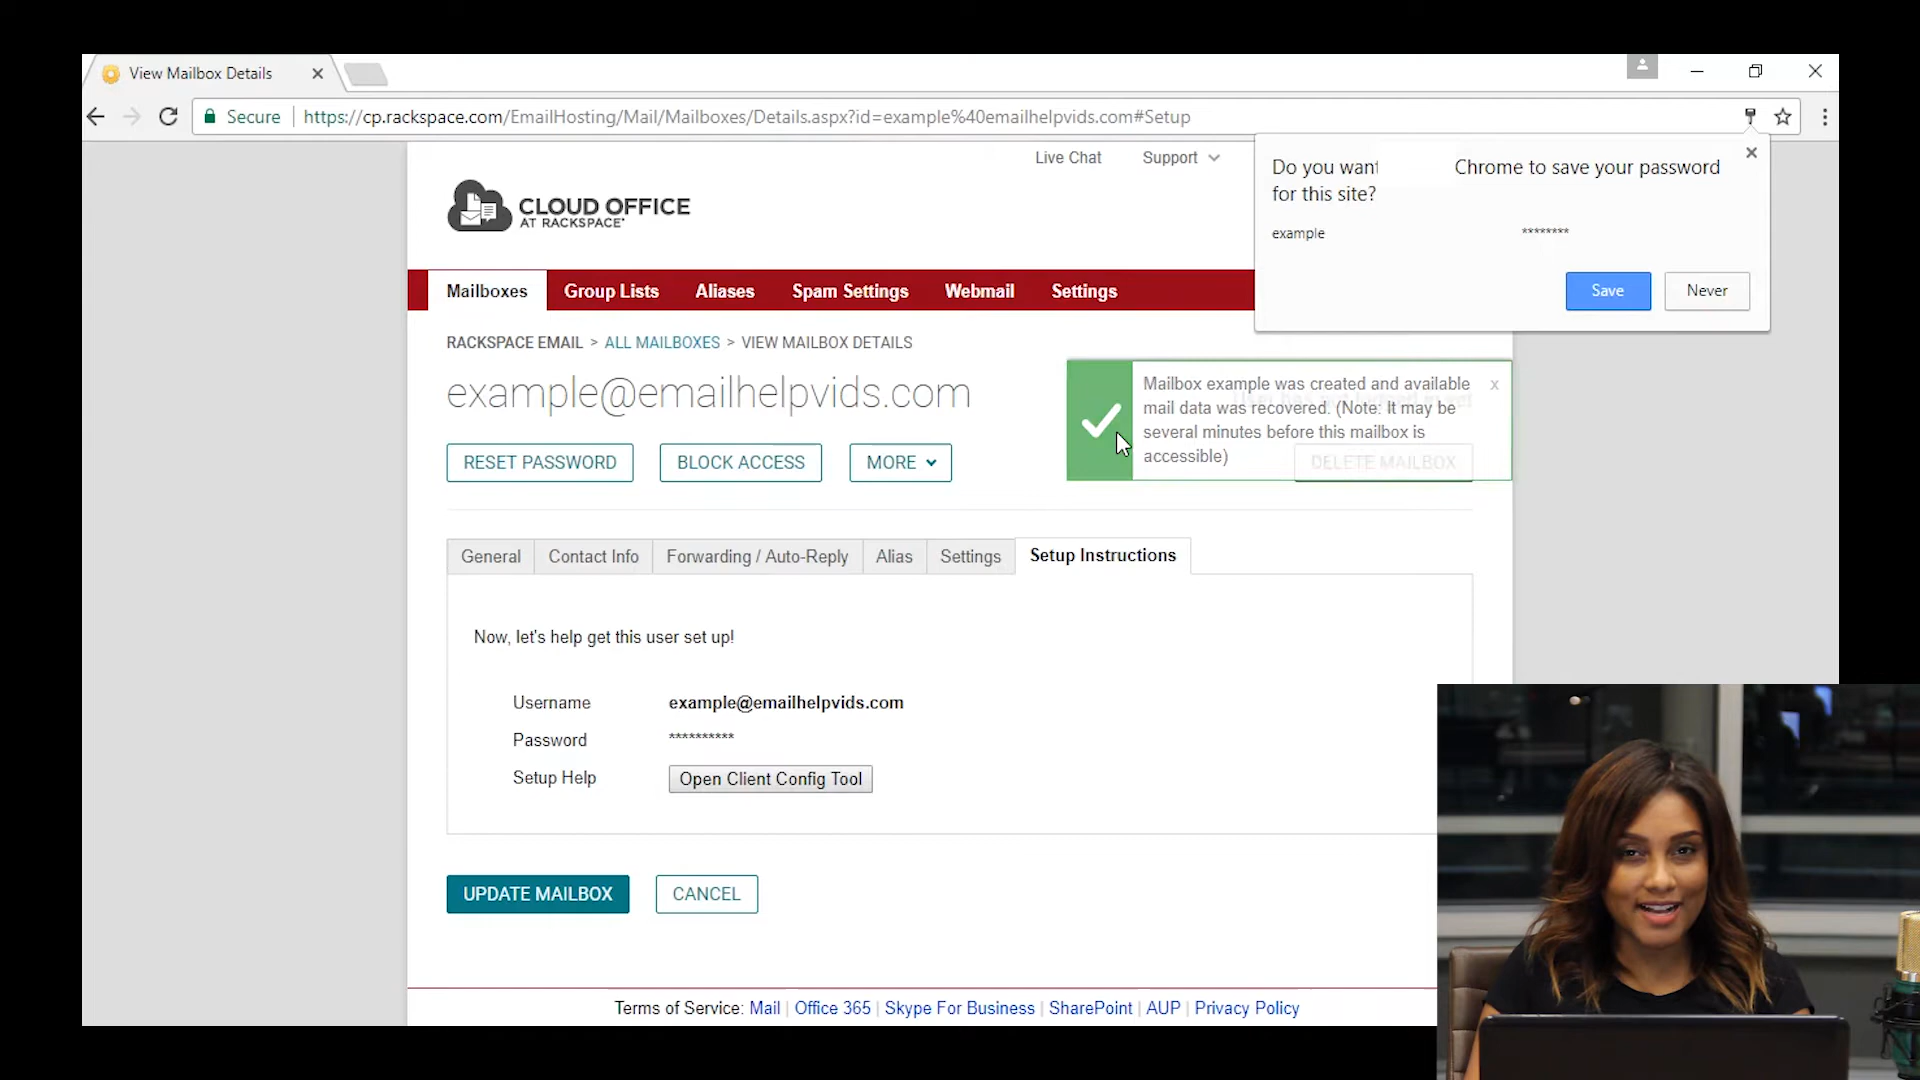 View Mailbox Details
Secure https://cp.rackspace.com/EmailHosting/Mail/Mailboxes/Details.aspx?id=example%40emailhelpvids.com#Setup
Live Chat Support
Do you want Chrome to save your password
for this site?
example ********
Save Never
CLOUD OFFICE
AT RACKSPACE
Mailboxes Group Lists Aliases Spam Settings Webmail Settings
RACKSPACE EMAIL > ALL MAILBOXES > VIEW MAILBOX DETAILS
example@emailhelpvids.com
Mailbox example was created and available x
mail data was recovered. (Note: It may be
several minutes before this mailbox is
accessible)
RESET PASSWORD BLOCK ACCESS MORE DELETE MAILBOX
General Contact Info Forwarding / Auto-Reply Alias Settings Setup Instructions
Now, let's help get this user set up!
Username example@emailhelpvids.com
Password **********
Setup Help Open Client Config Tool
UPDATE MAILBOX CANCEL
Terms of Service: Mail | Office 365 | Skype For Business | SharePoint | AUP | Privacy Policy